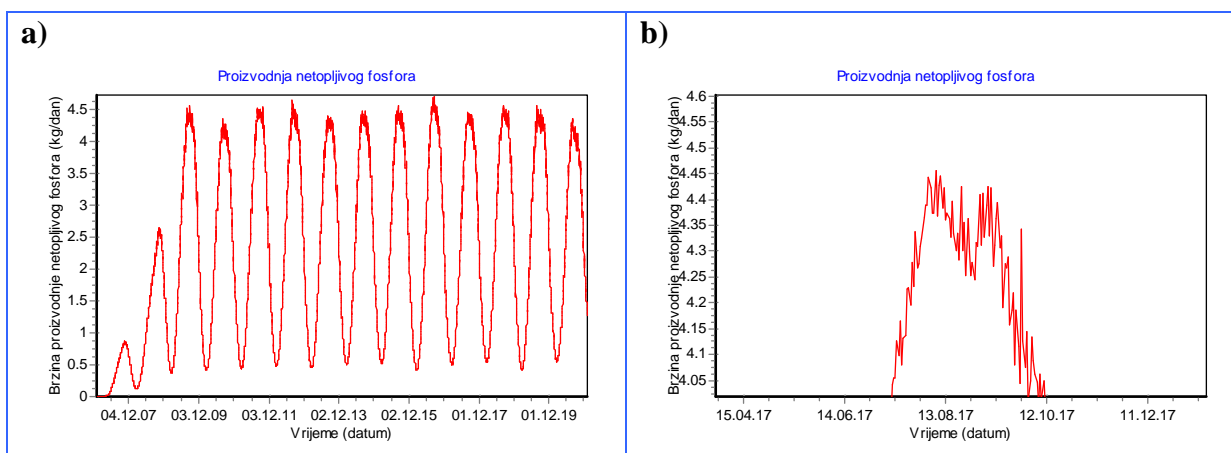 a)
Proizvodnja netopljivog fosfora
Brzina proizvodnje netopljivog fosfora (kg/dan)
4.5
4
3.5
3
2.5
2
1.5
1
0.5
0
04.12.07 03.12.09 03.12.11 02.12.13 02.12.15 01.12.17 01.12.19
Vrijeme (datum)
b)
Proizvodnja netopljivog fosfora
Brzina proizvodnje netopljivog fosfora (kg/dan)
4.6
4.55
4.5
4.45
4.4
4.35
4.3
4.25
4.2
4.15
4.1
4.05
15.04.17 14.06.17 13.08.17 12.10.17 11.12.17
Vrijeme (datum)